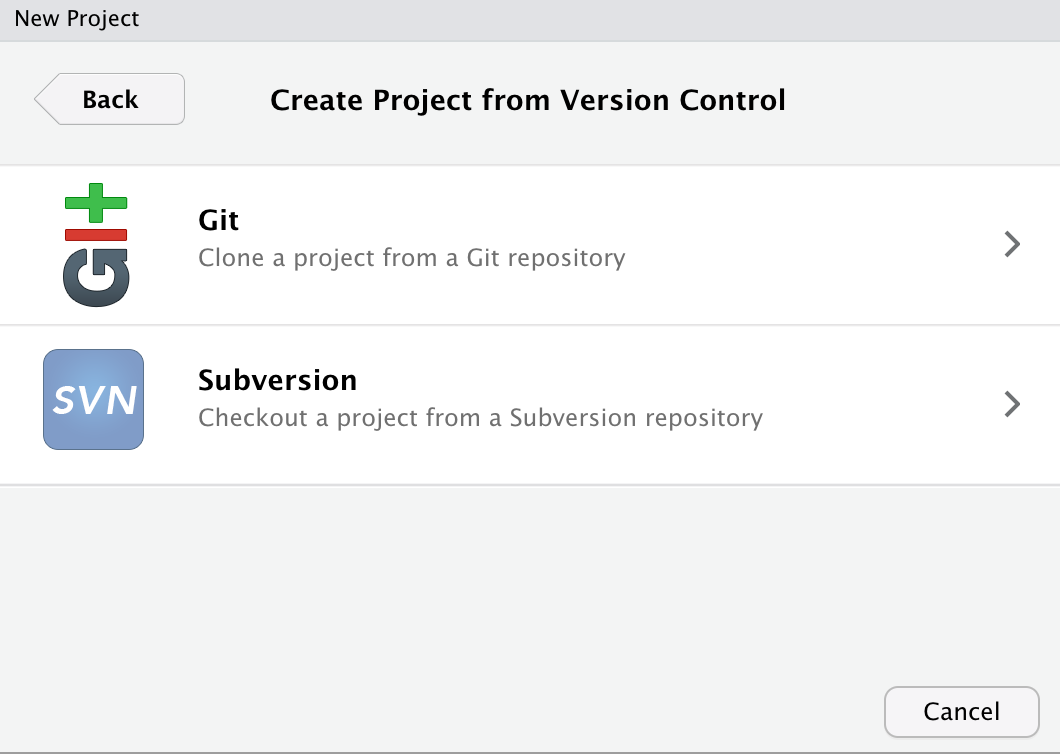 New Project
Back
Create Project from Version Control
Git
Git
Clone a project from a Git repository
SVN
Subversion
Checkout a project from a Subversion repository
Cancel